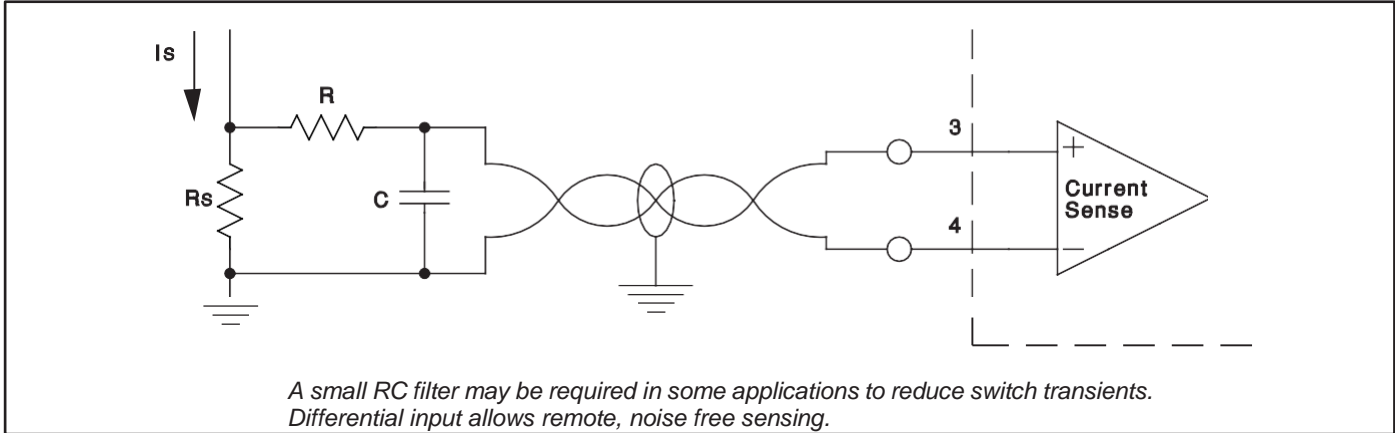 Is
R
Rs
C
3
4
+
Current
Sense
−
A small RC filter may be required in some applications to reduce switch transients.
Differential input allows remote, noise free sensing.